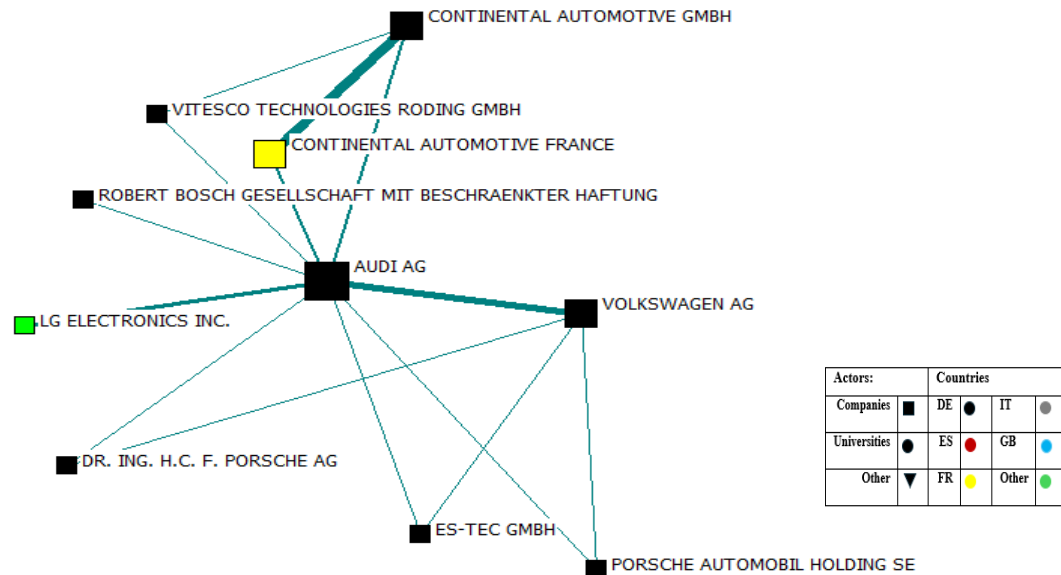 CONTINENTAL AUTOMOTIVE GMBH
VITESCO TECHNOLOGIES RODING GMBH
CONTINENTAL AUTOMOTIVE FRANCE
ROBERT BOSCH GESELLSCHAFT MIT BESCHRAENKTER HAFTUNG
AUDI AG
VOLKSWAGEN AG
LG ELECTRONICS INC.
DR. ING. H.C. F. PORSCHE AG
ES-TEC GMBH
PORSCHE AUTOMOBIL HOLDING SE
Actors: Countries
Companies DE IT
Universities ES GB
Other FR Other